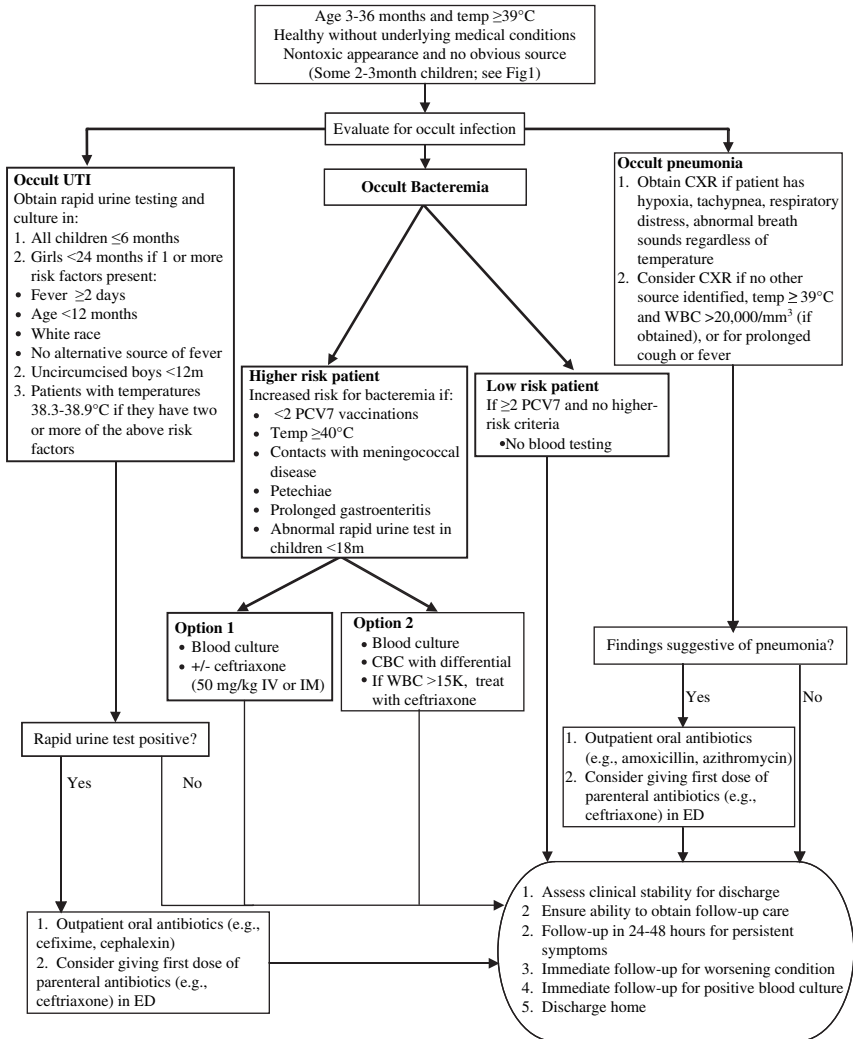 Age 3-36 months and temp ≥39°C
Healthy without underlying medical conditions
Nontoxic appearance and no obvious source
(Some 2-3month children; see Fig1)
Evaluate for occult infection
Occult UTI
Obtain rapid urine testing and
culture in:
1. All children ≤6 months
2. Girls <24 months if 1 or more
risk factors present:
• Fever ≥2 days
• Age <12 months
• White race
• No alternative source of fever
2. Uncircumcised boys <12m
3. Patients with temperatures
38.3-38.9°C if they have two
or more of the above risk
factors
Occult Bacteremia
Occult pneumonia
1. Obtain CXR if patient has
hypoxia, tachypnea, respiratory
distress, abnormal breath
sounds regardless of
temperature
2. Consider CXR if no other
source identified, temp ≥ 39°C
and WBC >20,000/mm³ (if
obtained), or for prolonged
cough or fever
Higher risk patient
Increased risk for bacteremia if:
• <2 PCV7 vaccinations
• Temp ≥40°C
• Contacts with meningococcal
disease
• Petechiae
• Prolonged gastroenteritis
• Abnormal rapid urine test in
children <18m
Low risk patient
If ≥2 PCV7 and no higher-
risk criteria
•No blood testing
Option 1
• Blood culture
• +/- ceftriaxone
(50 mg/kg IV or IM)
Option 2
• Blood culture
• CBC with differential
• If WBC >15K, treat
with ceftriaxone
Findings suggestive of pneumonia?
Yes
No
Rapid urine test positive?
Yes
No
1. Outpatient oral antibiotics
(e.g., amoxicillin, azithromycin)
2. Consider giving first dose of
parenteral antibiotics (e.g.,
ceftriaxone) in ED
1. Outpatient oral antibiotics (e.g.,
cefixime, cephalexin)
2. Consider giving first dose of
parenteral antibiotics (e.g.,
ceftriaxone) in ED
1. Assess clinical stability for discharge
2 Ensure ability to obtain follow-up care
2. Follow-up in 24-48 hours for persistent
symptoms
3. Immediate follow-up for worsening condition
4. Immediate follow-up for positive blood culture
5. Discharge home